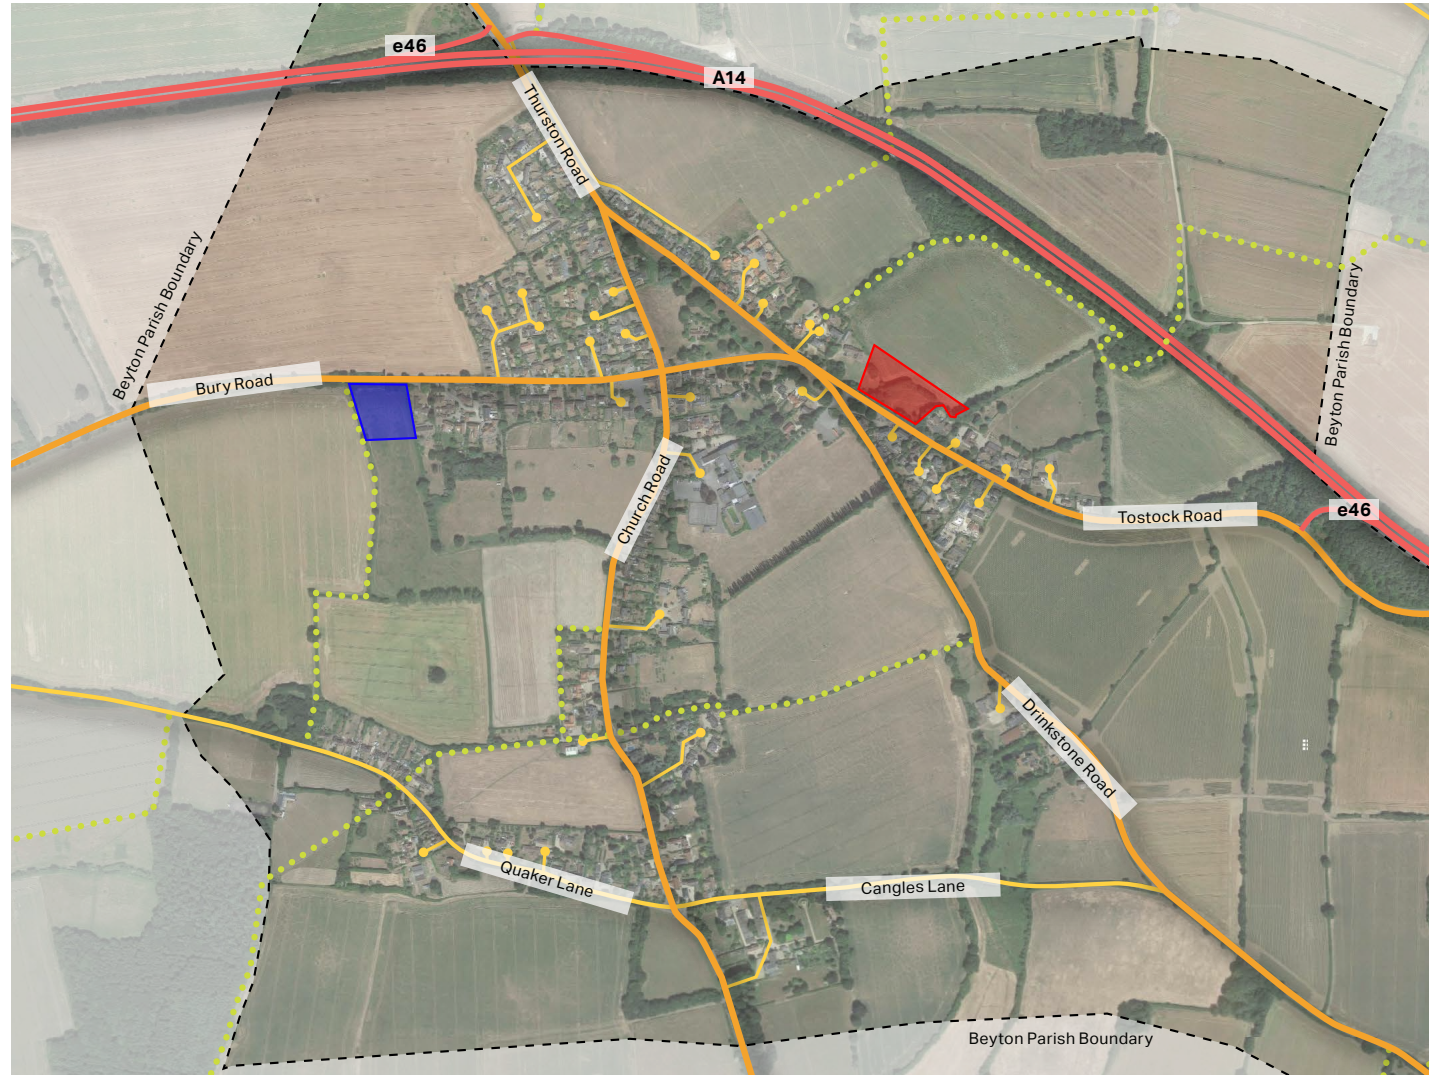 e46
A14
Thurston Road
Beyton Parish Boundary
Bury Road
Beyton Parish Boundary
Church Road
Tostock Road
e46
Drinkstone Road
Quaker Lane
Cangles Lane
Beyton Parish Boundary